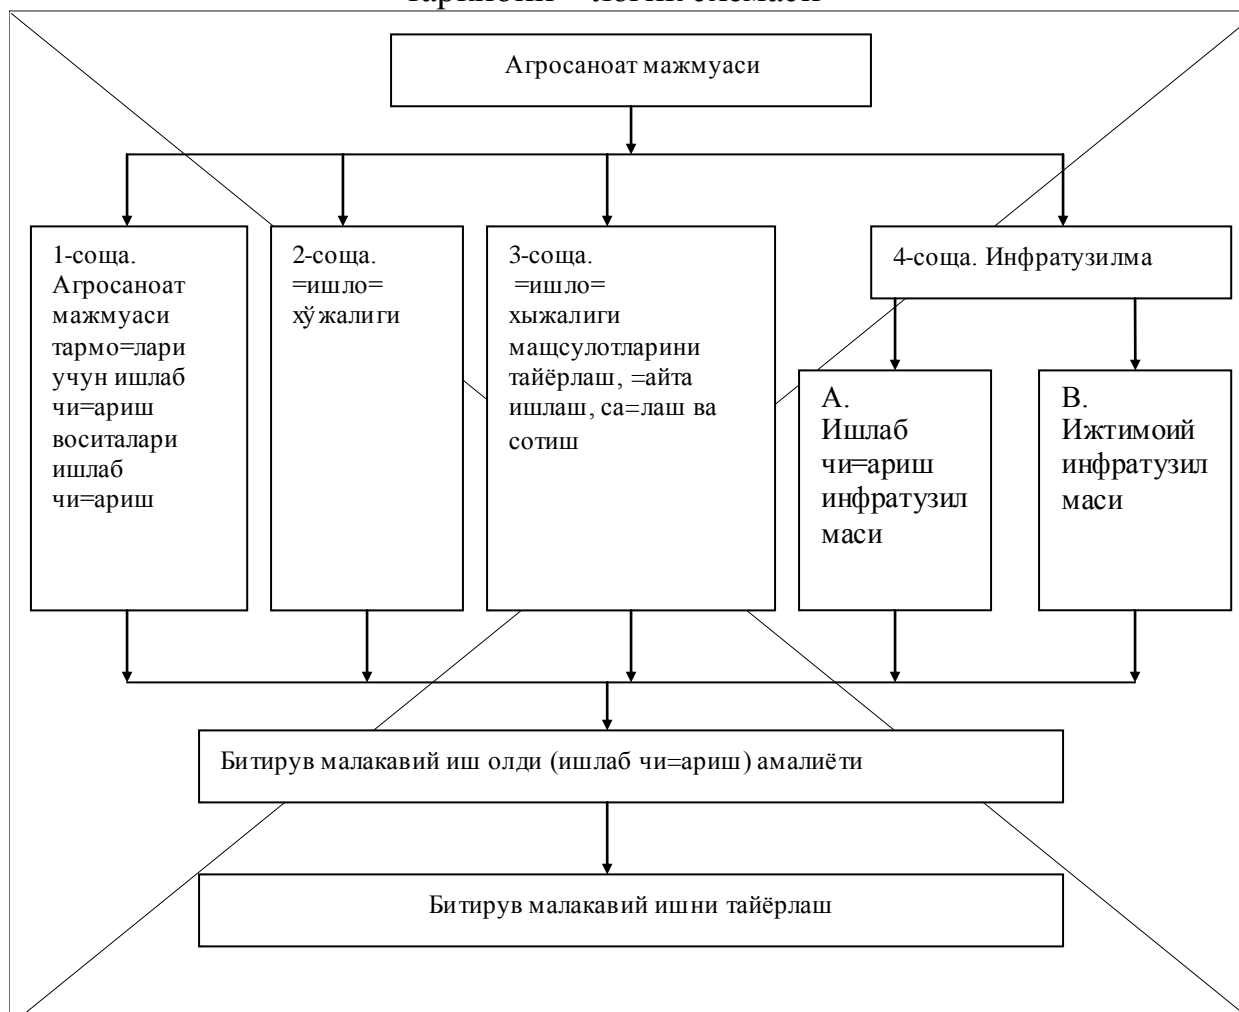 Агросаноат мажмуаси
1-соща.
Агросаноат
мажмуаси
тармо=лари
учун ишлаб
чи=ариш
воситалари
ишлаб
чи=ариш
2-соща.
=ишло=
хўжалиги
3-соща.
=ишло=
хыжалиги
мащсулотларини
тайёрлаш, =айта
ишлаш, са=лаш ва
сотиш
4-соща. Инфратузилма
А.
Ишлаб
чи=ариш
инфратузил
маси
В.
Ижтимоий
инфратузил
маси
Битирув малакавий иш олди (ишлаб чи=ариш) амалиёти
Битирув малакавий ишни тайёрлаш